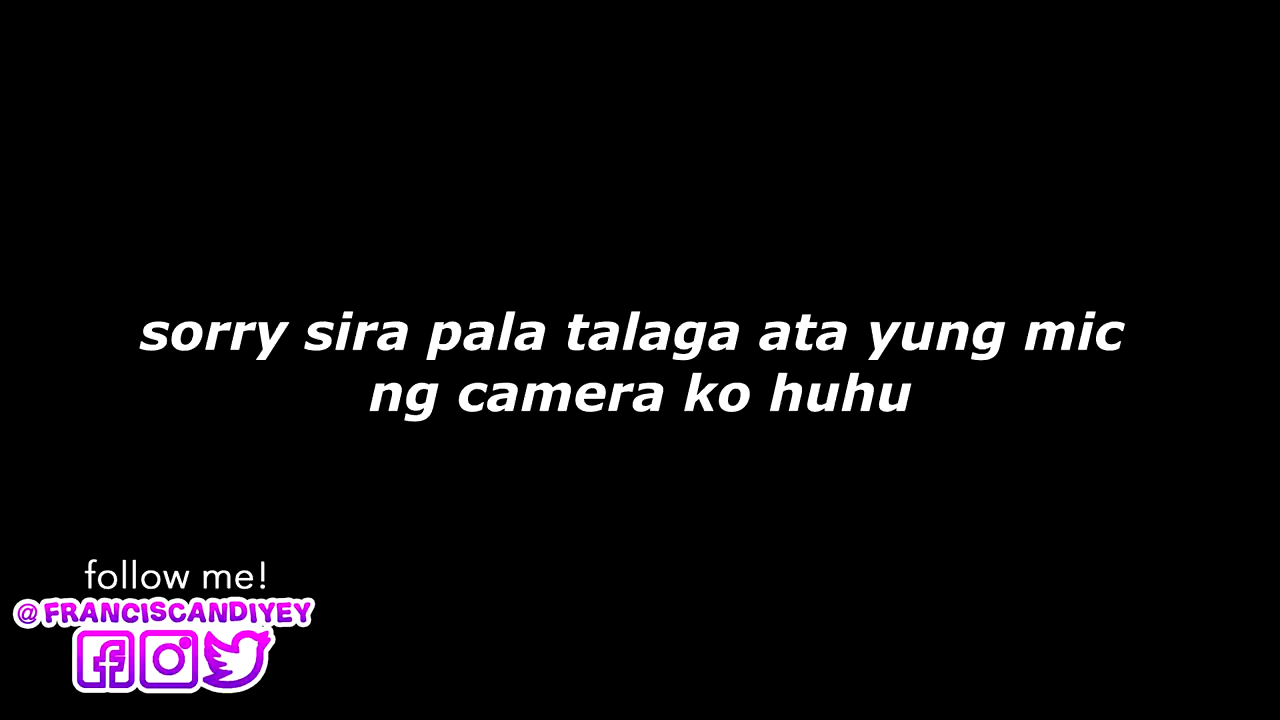 sorry sira pala talaga ata yung mic
ng camera ko huhu
follow me!
@FRANCISCANDIYEY